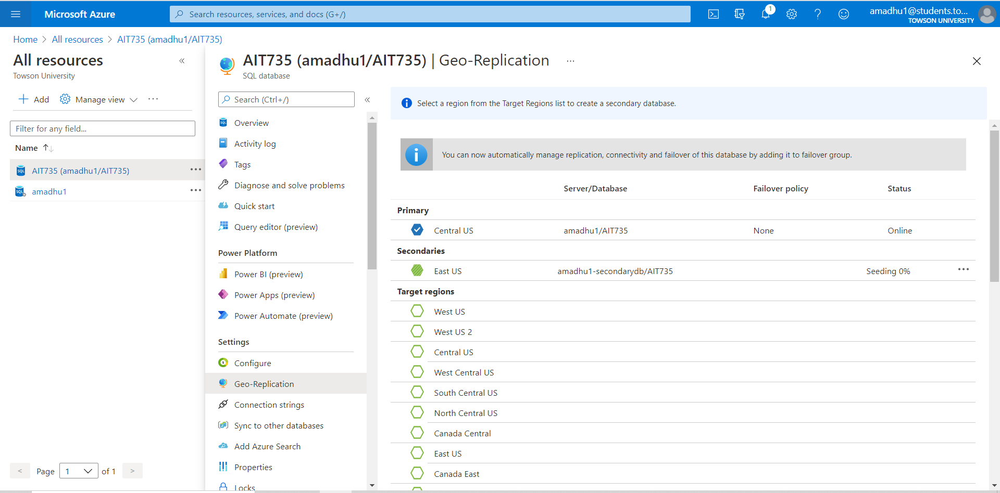 Microsoft Azure
Search resources, services, and docs (G+/)
1
amadhu1@students.to...
TOWSON UNIVERSITY
Home > All resources > AIT735 (amadhu1/AIT735)
All resources
Towson University
Add
Manage view
Filter for any field...
Name
AIT735 (amadhu1/AIT735)
amadhu1
< Page 1 of 1 >
AIT735 (amadhu1/AIT735) | Geo-Replication
SQL database
Search (Ctrl+/)
Overview
Activity log
Tags
Diagnose and solve problems
Quick start
Query editor (preview)
Power Platform
Power BI (preview)
Power Apps (preview)
Power Automate (preview)
Settings
Configure
Geo-Replication
Connection strings
Sync to other databases
Add Azure Search
Properties
Locks
Select a region from the Target Regions list to create a secondary database.
You can now automatically manage replication, connectivity and failover of this database by adding it to failover group.
Server/Database Failover policy Status
Primary
Central US amadhu1/AIT735 None Online
Secondaries
East US amadhu1-secondarydb/AIT735 Seeding 0%
Target regions
West US
West US 2
Central US
West Central US
South Central US
North Central US
Canada Central
East US
Canada East